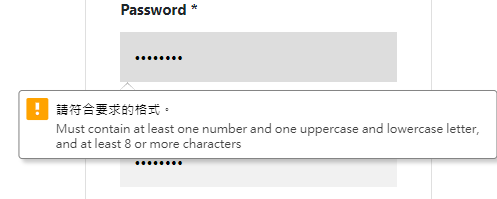 Password *
••••••••
請符合要求的格式。
Must contain at least one number and one uppercase and lowercase letter,
and at least 8 or more characters
••••••••